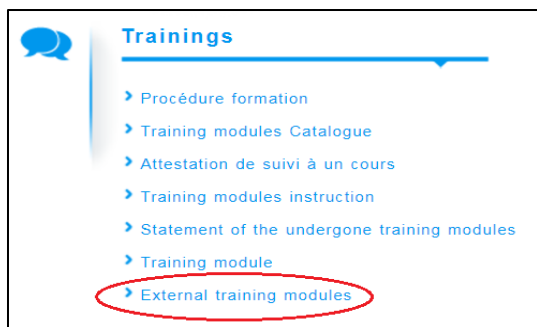 Trainings
Procédure formation
Training modules Catalogue
Attestation de suivi à un cours
Training modules instruction
Statement of the undergone training modules
Training module
External training modules